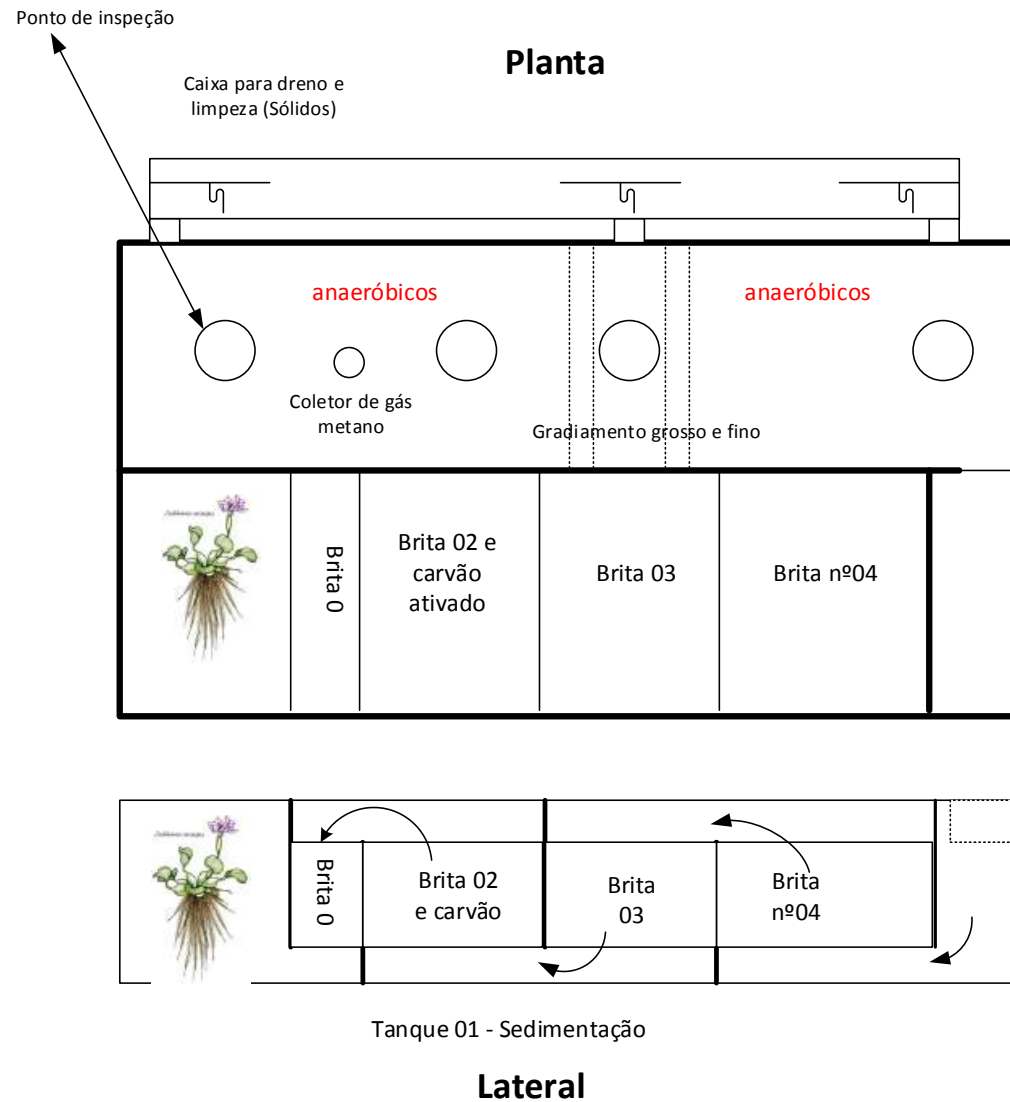 Ponto de inspeção
Planta
Caixa para dreno e
limpeza (Sólidos)
anaeróbicos
anaeróbicos
Coletor de gás
metano
Gradiamento grosso e fino
Brita 0
Brita 02 e
carvão
ativado
Brita 03
Brita nº04
Brita 0
Brita 02
e carvão
Brita
03
Brita
nº04
Tanque 01 - Sedimentação
Lateral